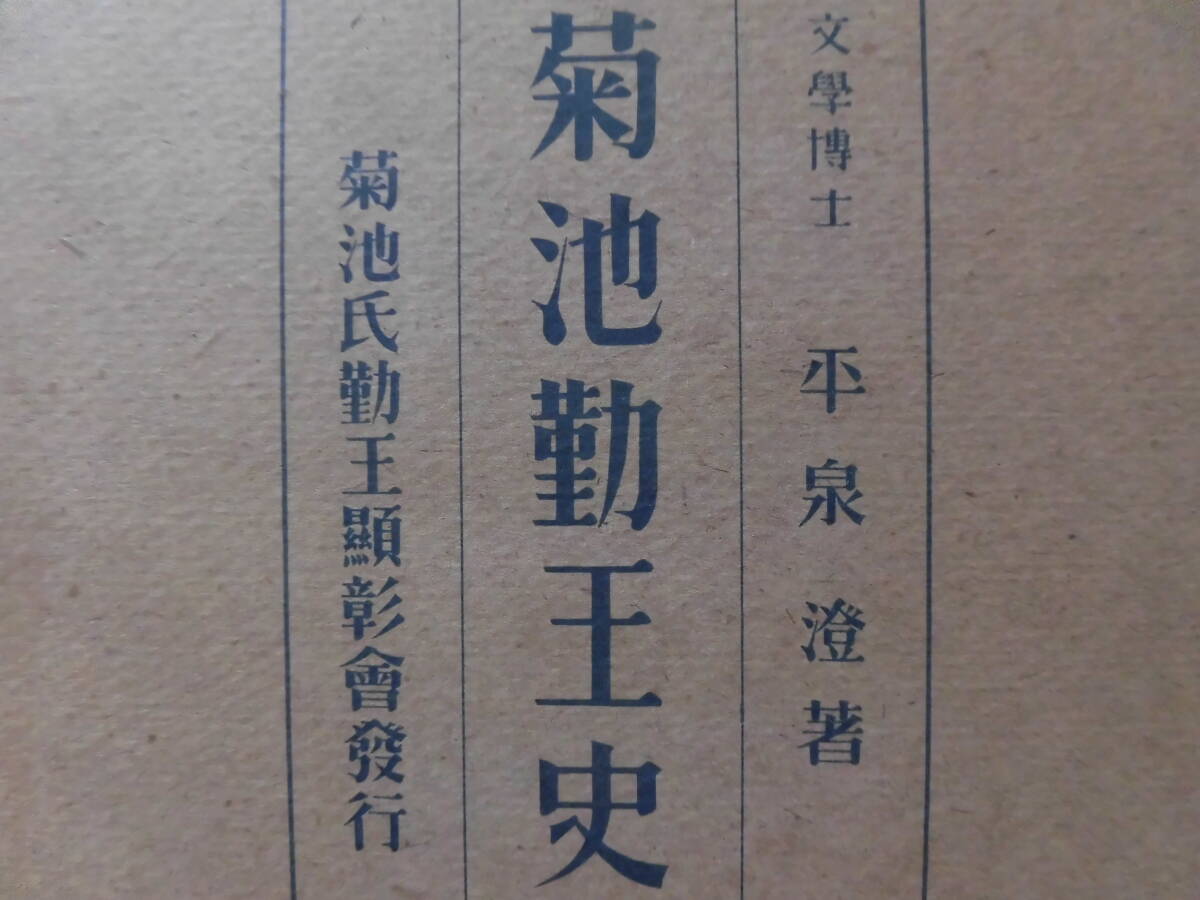 文學博士 平泉澄著
菊池勤王史
菊池氏勤王顯彰會發行